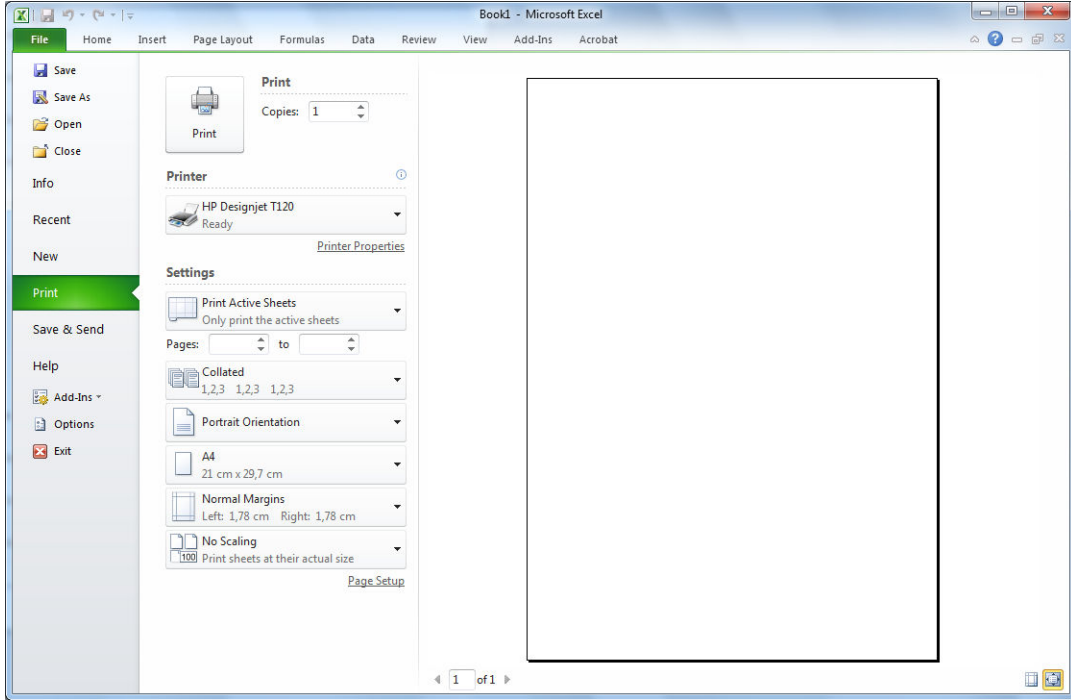 Book1 - Microsoft Excel
File Home Insert Page Layout Formulas Data Review View Add-Ins Acrobat
Save
Save As
Open
Close
Info
Recent
New
Print
Save & Send
Help
Add-Ins
Options
Exit
Print
Print
Copies: 1
Printer
HP Designjet T120
Ready
Printer Properties
Settings
Print Active Sheets
Only print the active sheets
Pages: to
Collated
1,2,3 1,2,3 1,2,3
Portrait Orientation
A4
21 cm x 29,7 cm
Normal Margins
Left: 1,78 cm Right: 1,78 cm
No Scaling
100 Print sheets at their actual size
Page Setup
1 of 1